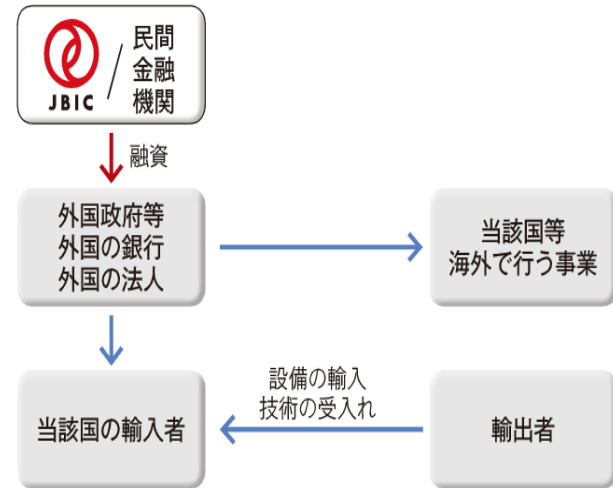 JBIC
/
民間
金融
機関
融資
外国政府等
外国の銀行
外国の法人
当該国等
海外で行う事業
設備の輸入
技術の受入れ
当該国の輸入者
輸出者